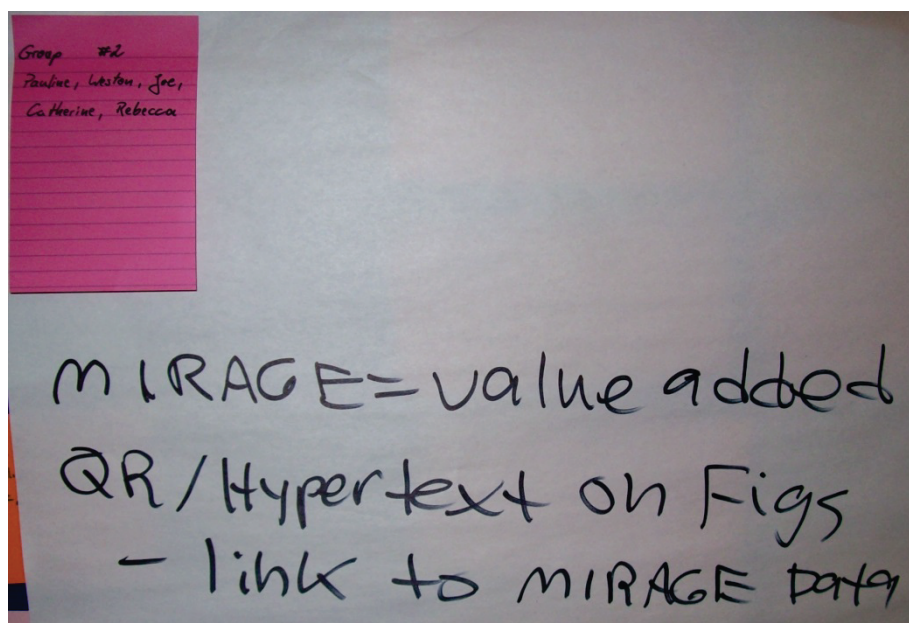 Group #2
Pauline, Weston, Joe,
Catherine, Rebecca
MIRAGE = value added
QR/Hypertext on Figs
- link to MIRAGE Data